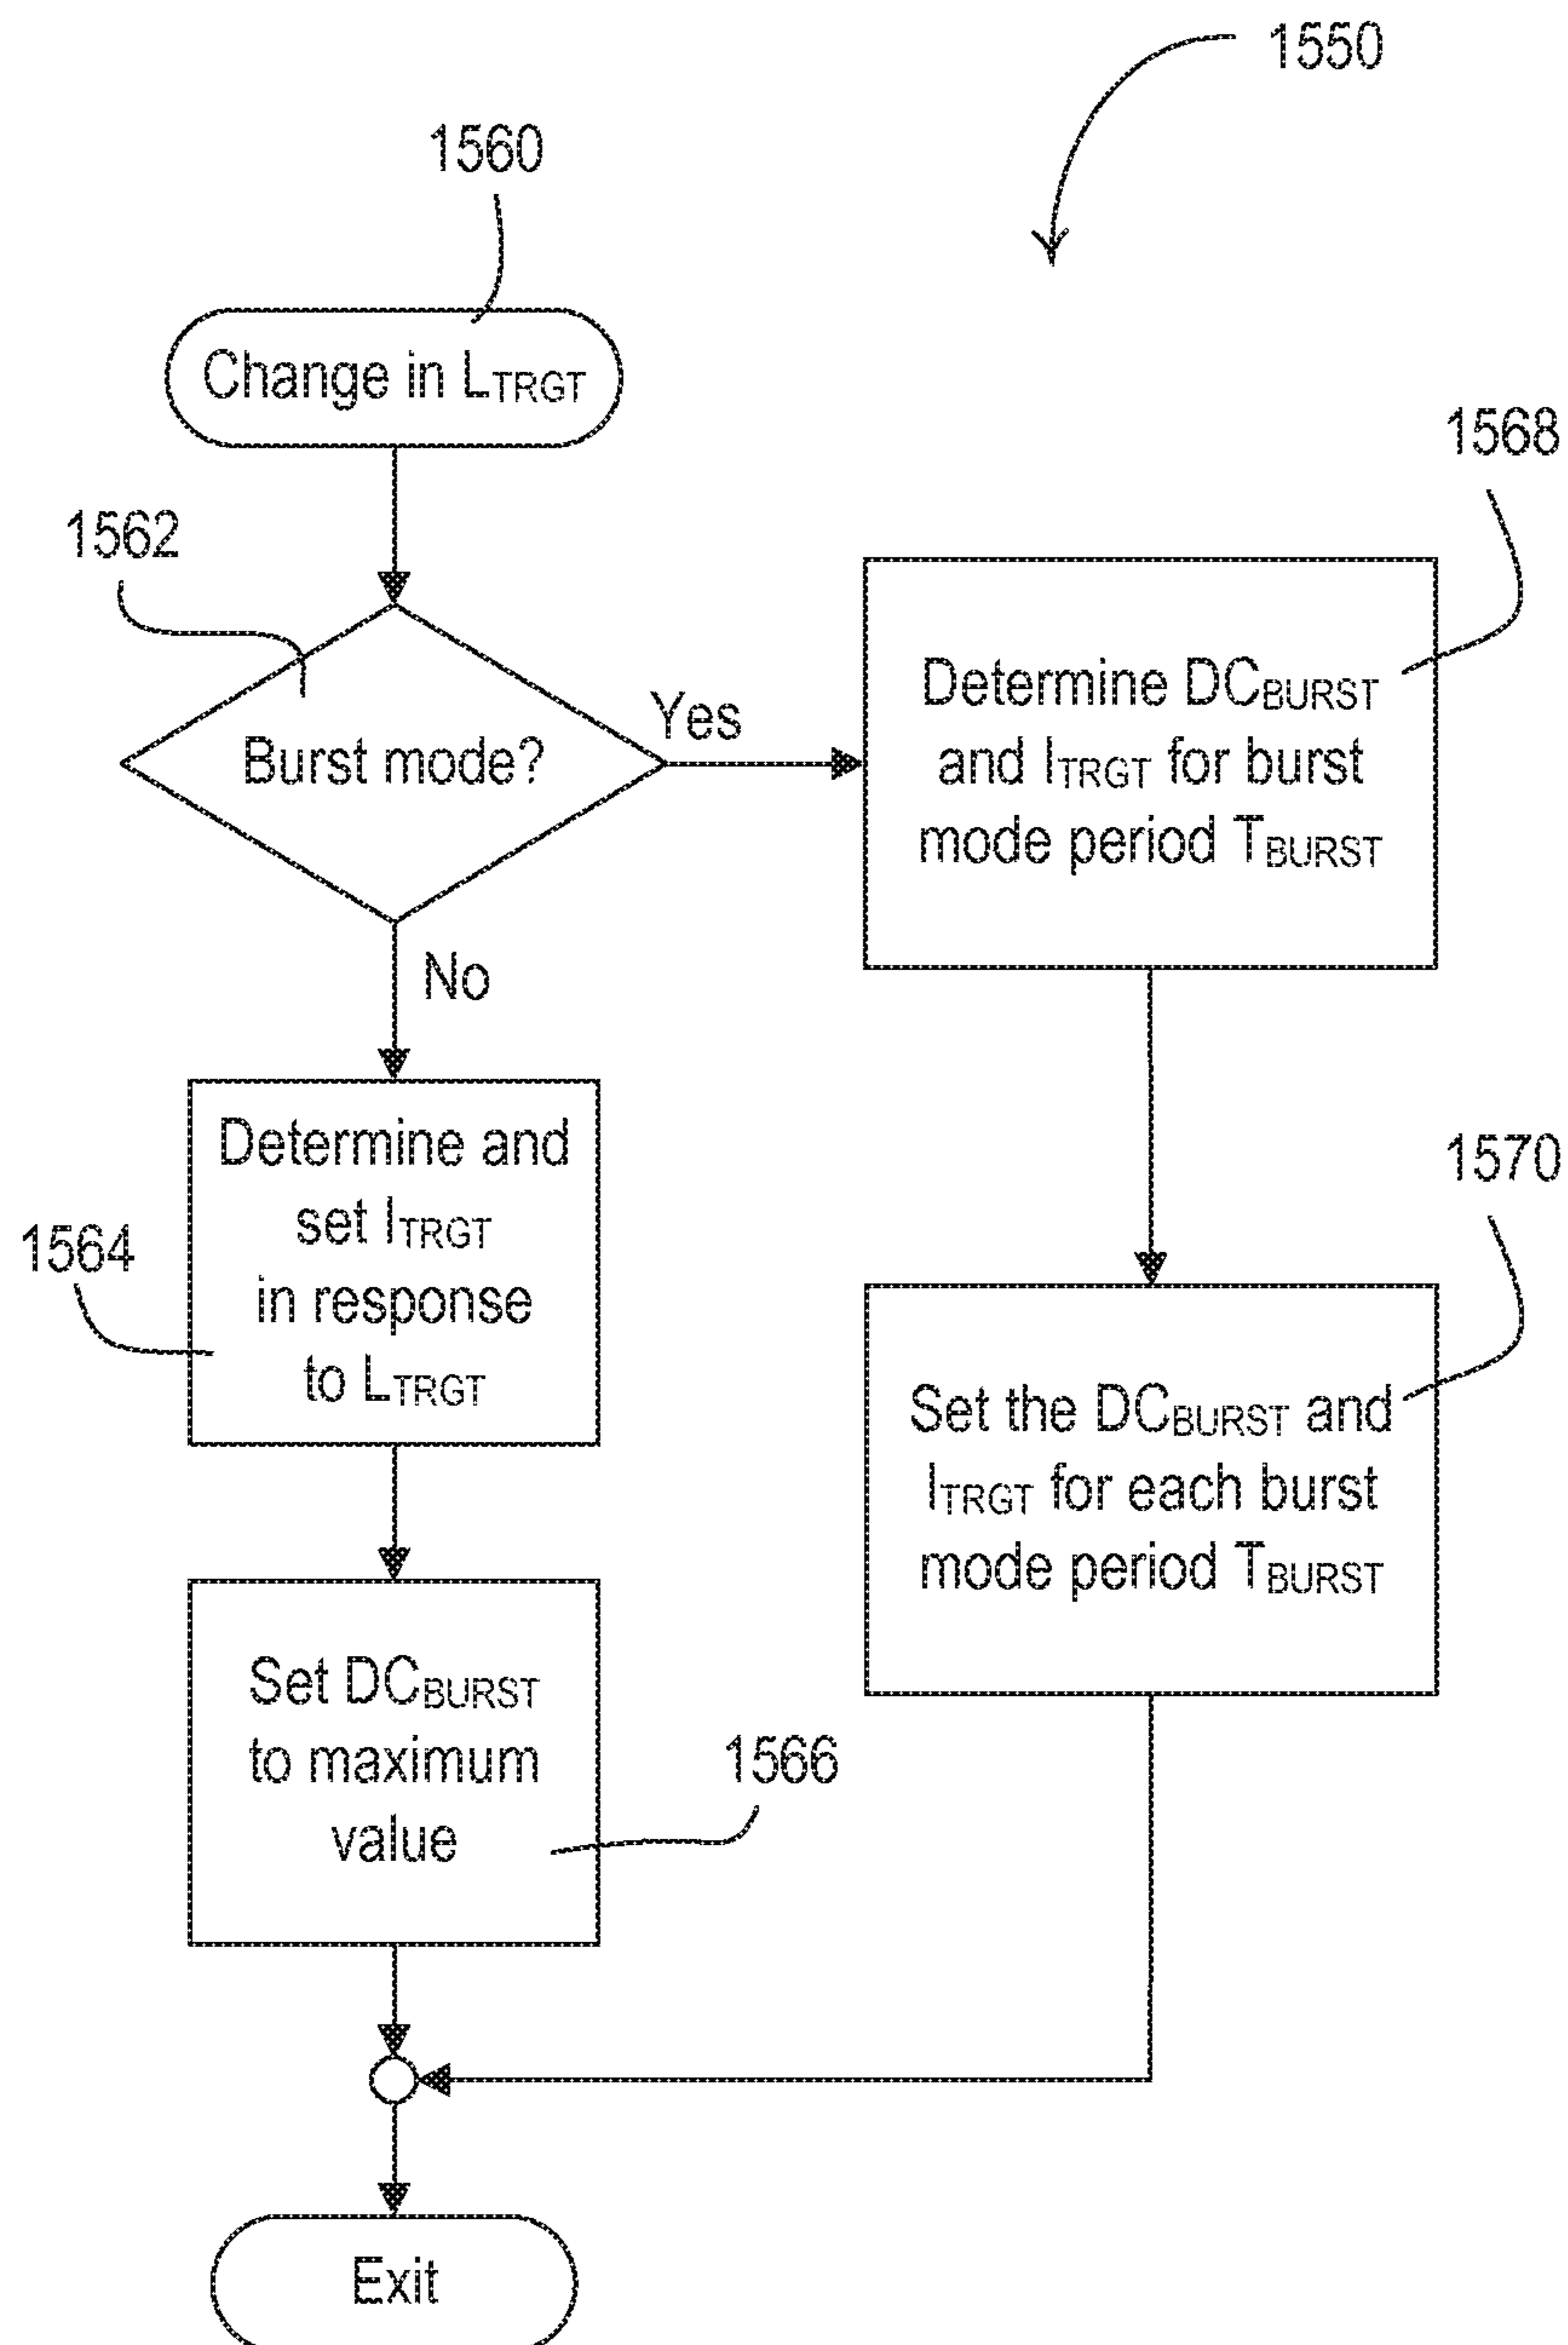 1550
1560
Change in LTRGT
1568
1562
Burst mode?
Yes
Determine DCBURST
and ITRGT for burst
mode period TBURST
No
Determine and
set ITRGT
in response
to LTRGT
1564
1570
Set the DCBURST and
ITRGT for each burst
mode period TBURST
Set DCBURST
to maximum
value
1566
Exit